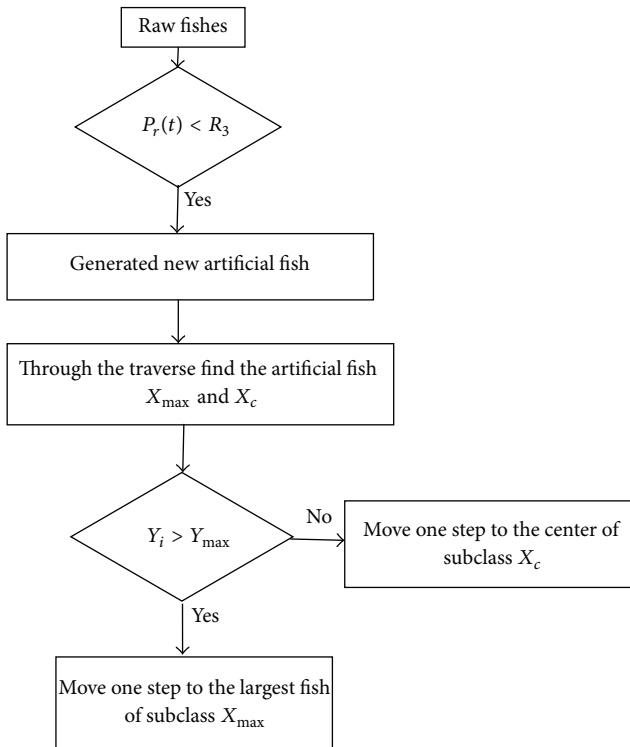 Raw fishes
P_r(t) < R_3
Yes
Generated new artificial fish
Through the traverse find the artificial fish
X_max and X_c
Y_i > Y_max
No
Move one step to the center of
subclass X_c
Yes
Move one step to the largest fish
of subclass X_max